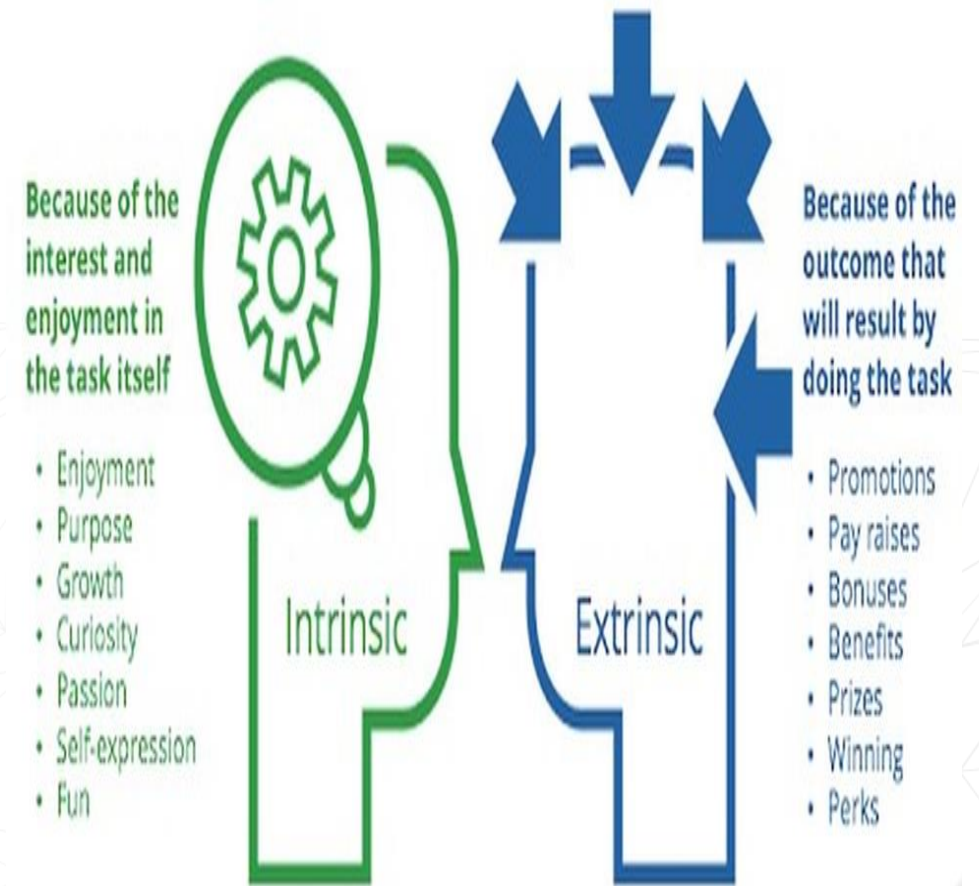 Because of the
interest and
enjoyment in
the task itself
• Enjoyment
• Purpose
• Growth
• Curiosity
• Passion
• Self-expression
• Fun
Intrinsic
Extrinsic
Because of the
outcome that
will result by
doing the task
• Promotions
• Pay raises
• Bonuses
• Benefits
• Prizes
• Winning
• Perks